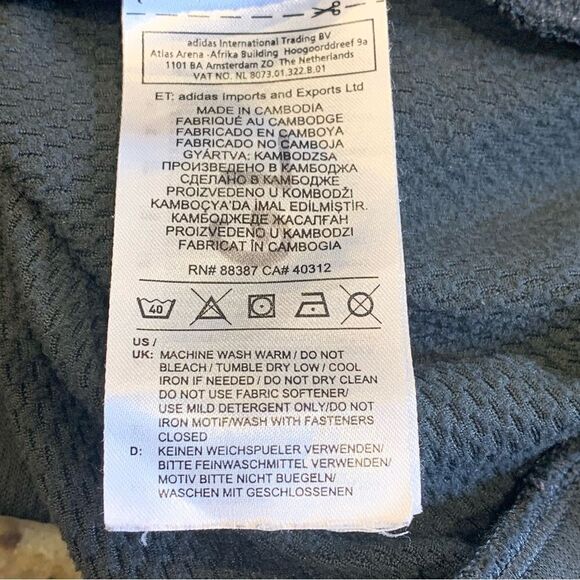 adidas International Trading BV
Atlas Arena -Afrika Building Hoogoorddreef 9a
1101 BA Amsterdam ZO The Netherlands
VAT NO. NL 8073.01.322.B.01
ET: adidas Imports and Exports Ltd
MADE IN CAMBODIA
FABRIQUÉ AU CAMBODGE
FABRICADO EN CAMBOYA
FABRICADO NO CAMBOJA
GYÁRTVA: KAMBODZSA
ПРОИЗВЕДЕНО В КАМБОДЖА
СДЕЛАНО В КАМБОДЖЕ
PROIZVEDENO U KOMBODŽI
KAMBOÇYA'DA IMAL EDİLMİŞTİR.
КАМБОДЖЕДЕ ЖАСАЛҒАН
PROIZVEDENO U KAMBODZI
FABRICAT ÎN CAMBOGIA
RN# 88387 CA# 40312
40
US /
UK: MACHINE WASH WARM / DO NOT
BLEACH / TUMBLE DRY LOW / COOL
IRON IF NEEDED / DO NOT DRY CLEAN
DO NOT USE FABRIC SOFTENER/
USE MILD DETERGENT ONLY/DO NOT
IRON MOTIF/WASH WITH FASTENERS
CLOSED
D: KEINEN WEICHSPUELER VERWENDEN/
BITTE FEINWASCHMITTEL VERWENDEN/
MOTIV BITTE NICHT BUEGELN/
WASCHEN MIT GESCHLOSSENEN